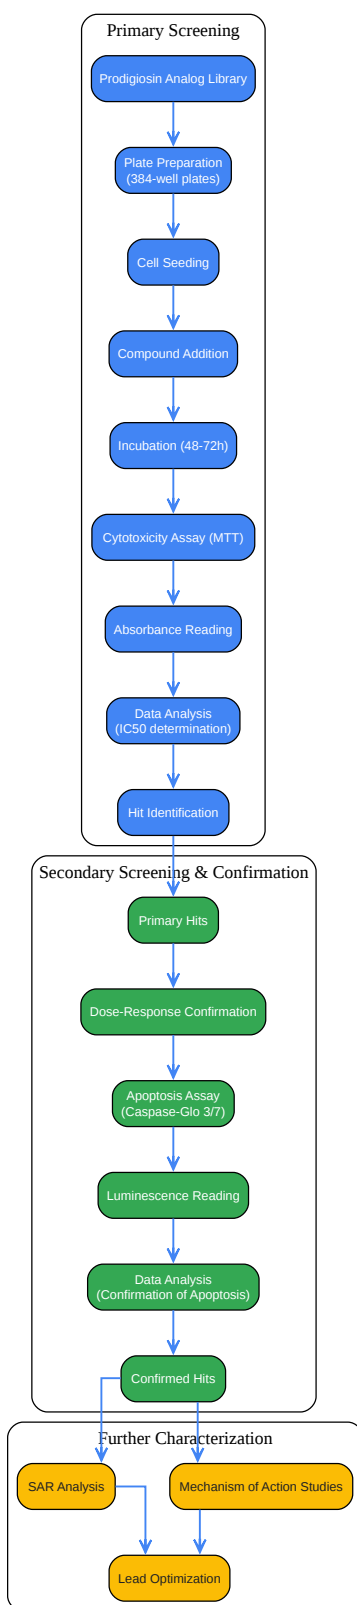 Primary Screening
Prodigiosin Analog Library
Plate Preparation
(384-well plates)
Cell Seeding
Compound Addition
Incubation (48-72h)
Cytotoxicity Assay (MTT)
Absorbance Reading
Data Analysis
(IC50 determination)
Hit Identification
Secondary Screening & Confirmation
Primary Hits
Dose-Response Confirmation
Apoptosis Assay
(Caspase-Glo 3/7)
Luminescence Reading
Data Analysis
(Confirmation of Apoptosis)
Confirmed Hits
Further Characterization
SAR Analysis
Mechanism of Action Studies
Lead Optimization